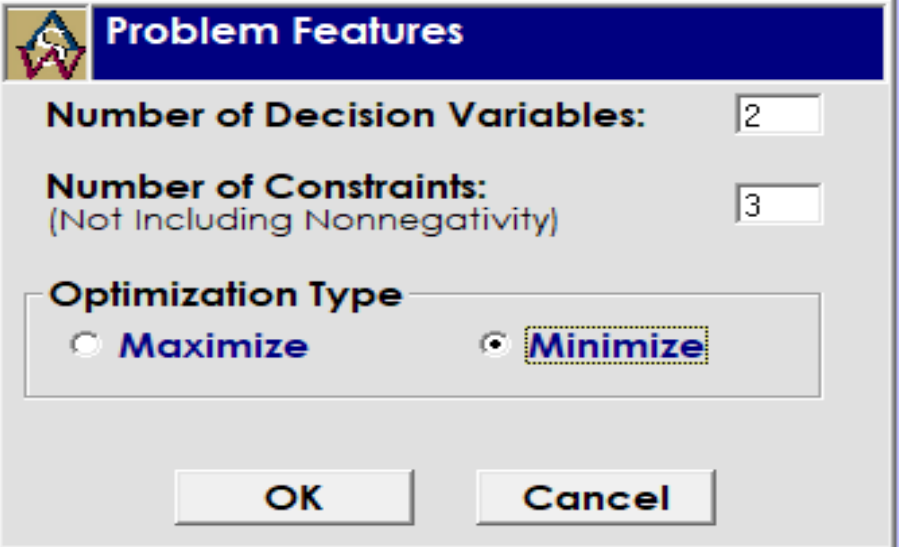 Problem Features
Number of Decision Variables: 2
Number of Constraints:
(Not Including Nonnegativity) 3
Optimization Type
Maximize Minimize
OK Cancel